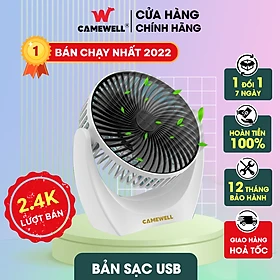 CAMEWELL®
CỬA HÀNG
CHÍNH HÃNG
1
BÁN CHẠY NHẤT 2022
1 ĐỔI 1
7 NGÀY
HOÀN TIỀN
100%
2.4K
LƯỢT BÁN
12 THÁNG
BẢO HÀNH
CAMEWELL
GIAO HÀNG
HOẢ TỐC
BẢN SẠC USB